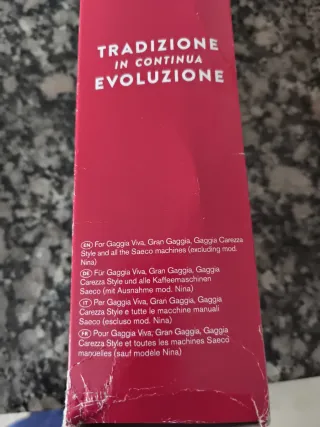 TRADIZIONE
IN CONTINUA
EVOLUZIONE
EN For Gaggia Viva, Gran Gaggia, Gaggia Carezza
Style and all the Saeco machines (excluding mod.
Nina)
DE Für Gaggia Viva, Gran Gaggia, Gaggia
Carezza Style und alle Kaffeemaschinen
Saeco (mit Ausnahme mod. Nina)
IT Per Gaggia Viva, Gran Gaggia, Gaggia
Carezza Style e tutte le macchine manuali
Saeco (escluso mod. Nina)
FR Pour Gaggia Viva, Gran Gaggia, Gaggia
Carezza Style et toutes les machines Saeco
manuelles (sauf modèle Nina)